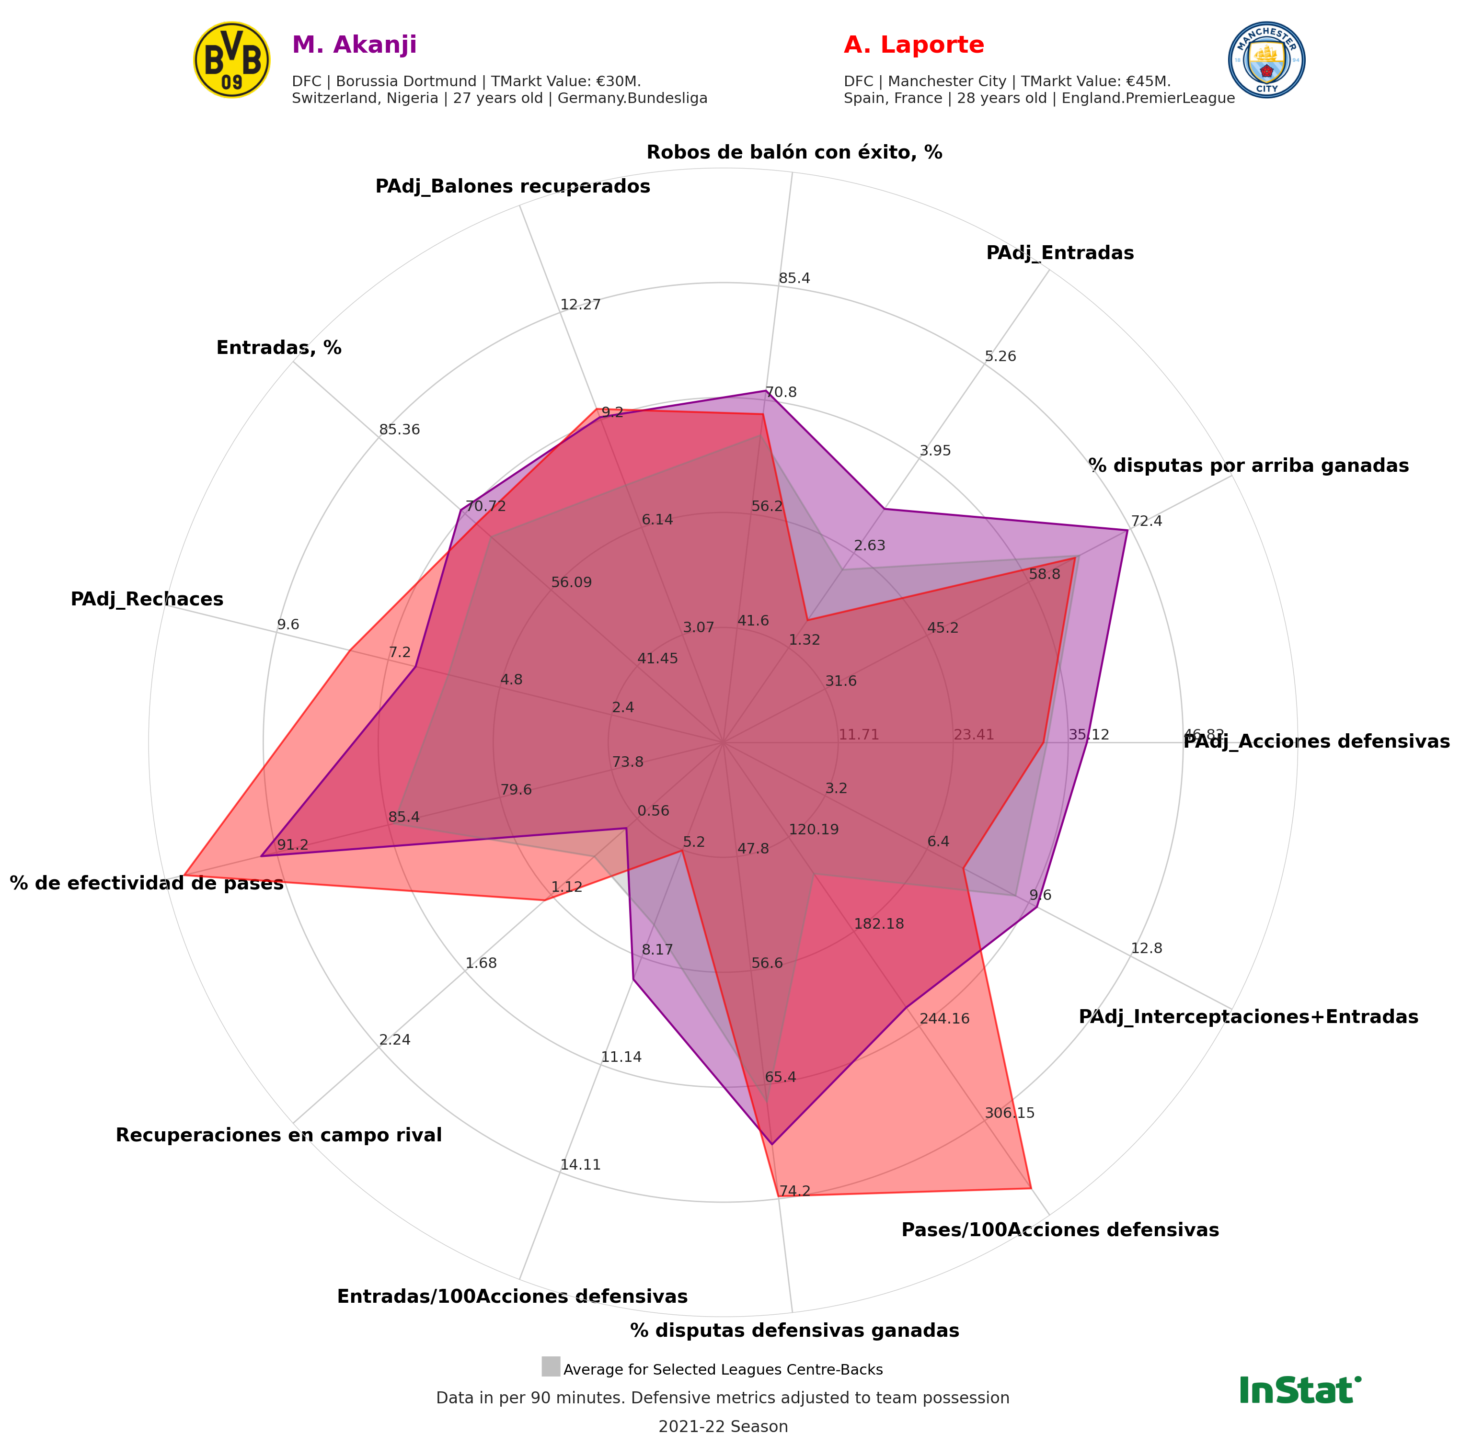 BVB
09
M. Akanji
DFC | Borussia Dortmund | TMarkt Value: €30M.
Switzerland, Nigeria | 27 years old | Germany.Bundesliga
A. Laporte
DFC | Manchester City | TMarkt Value: €45M.
Spain, France | 28 years old | England.PremierLeague
MANCHESTER
CITY
Robos de balón con éxito, %
PAdj_Balones recuperados
PAdj_Entradas
85.4
12.27
Entradas, %
5.26
70.8
9.2
85.36
3.95
% disputas por arriba ganadas
70.72
6.14
56.2
2.63
72.4
56.09
58.8
PAdj_Rechaces
9.6
3.07
41.6
1.32
45.2
7.2
41.45
4.8
31.6
2.4
11.71
23.41
35.12
46.82
PAdj_Acciones defensivas
73.8
79.6
3.2
85.4
0.56
120.19
91.2
5.2
47.8
6.4
% de efectividad de pases
1.12
9.6
182.18
8.17
56.6
1.68
12.8
244.16
PAdj_Interceptaciones+Entradas
2.24
11.14
65.4
306.15
Recuperaciones en campo rival
14.11
74.2
Pases/100Acciones defensivas
Entradas/100Acciones defensivas
% disputas defensivas ganadas
Average for Selected Leagues Centre-Backs
Data in per 90 minutes. Defensive metrics adjusted to team possession
2021-22 Season
InStat